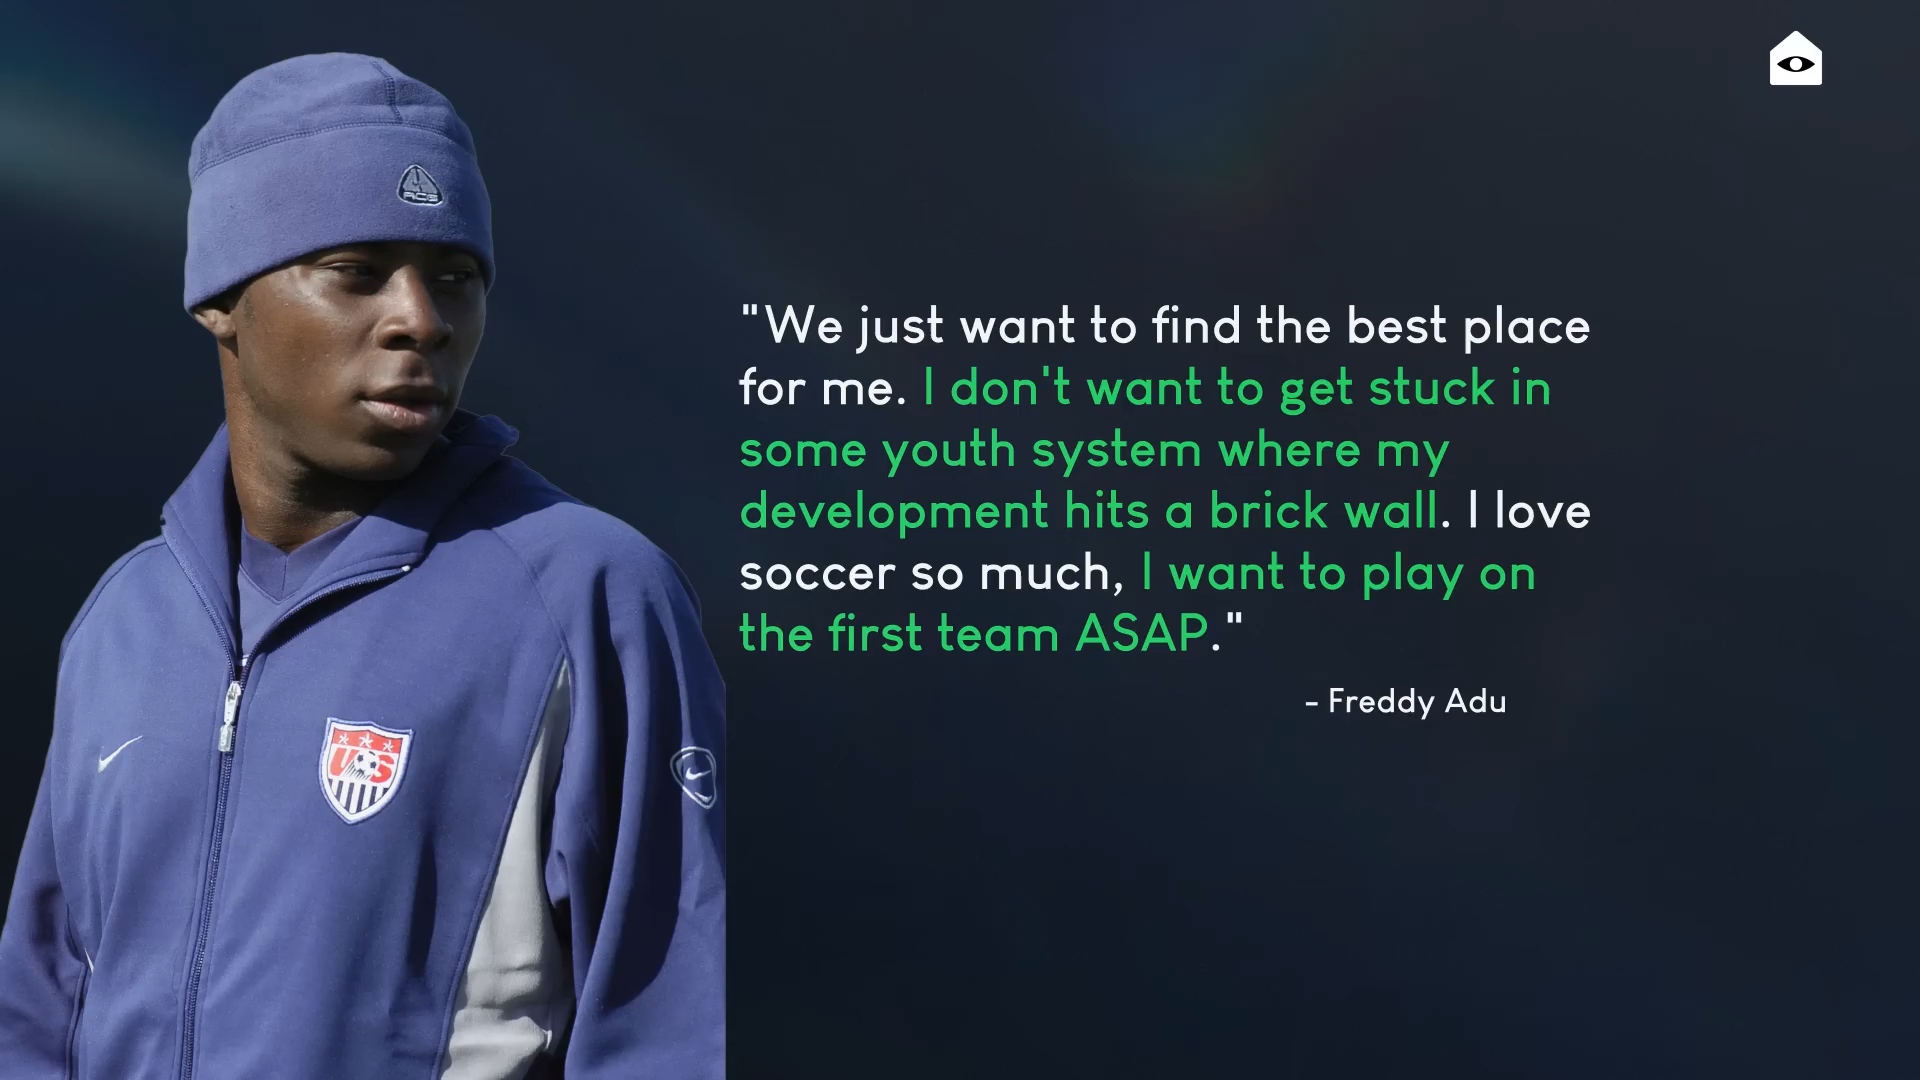 ACG
"We just want to find the best place
for me. I don't want to get stuck in
some youth system where my
development hits a brick wall. I love
soccer so much, I want to play on
the first team ASAP."
- Freddy Adu
US